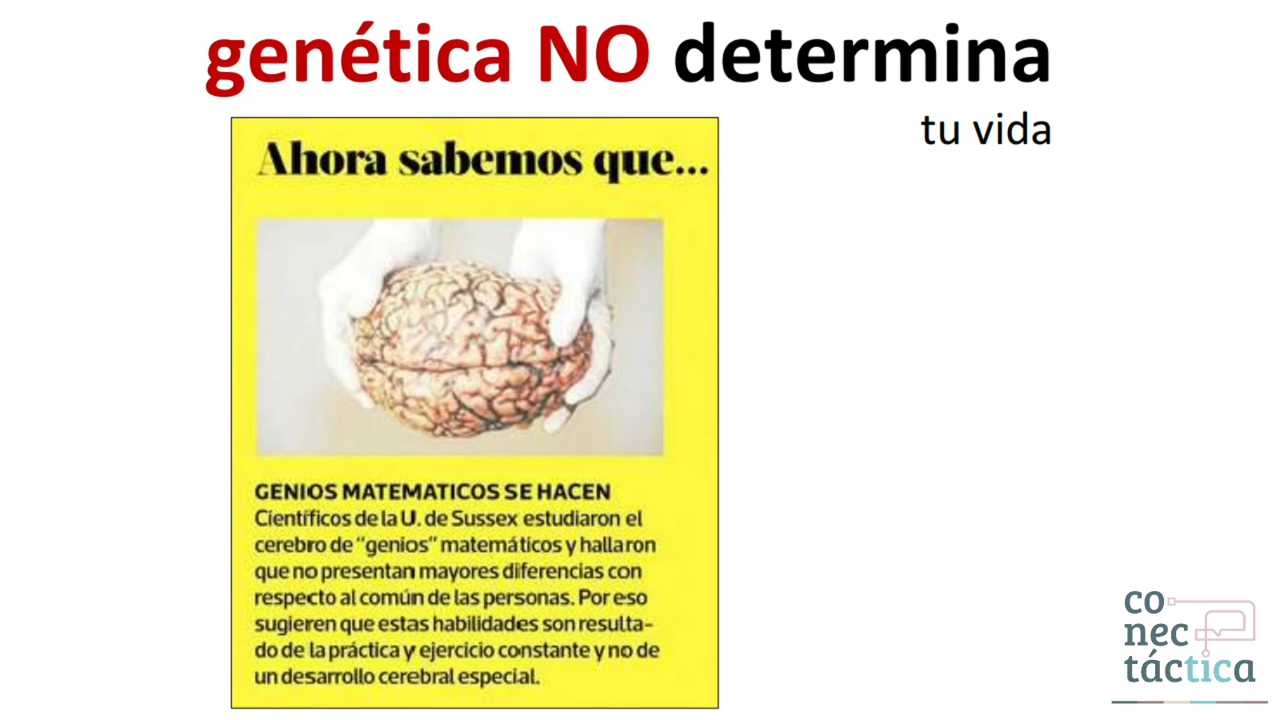 genética NO determina
tu vida
Ahora sabemos que...
GENIOS MATEMATICOS SE HACEN
Científicos de la U. de Sussex estudiaron el
cerebro de "genios" matemáticos y hallaron
que no presentan mayores diferencias con
respecto al común de las personas. Por eso
sugieren que estas habilidades son resulta-
do de la práctica y ejercicio constante y no de
un desarrollo cerebral especial.
co
nec
táctica